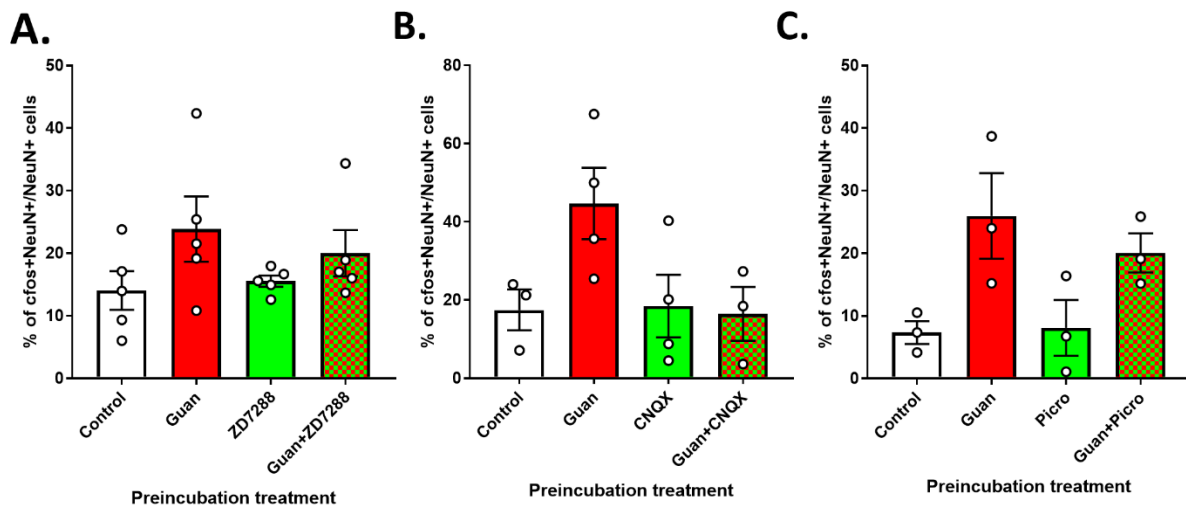 A.
% of cfos+NeuN+/NeuN+ cells
50
40
30
20
10
0
Control
Guan
ZD7288
Guan+ZD7288
Preincubation treatment
B.
% of cfos+NeuN+/NeuN+ cells
80
60
40
20
0
Control
Guan
CNQX
Guan+CNQX
Preincubation treatment
C.
% of cfos+NeuN+/NeuN+ cells
50
40
30
20
10
0
Control
Guan
Picro
Guan+Picro
Preincubation treatment